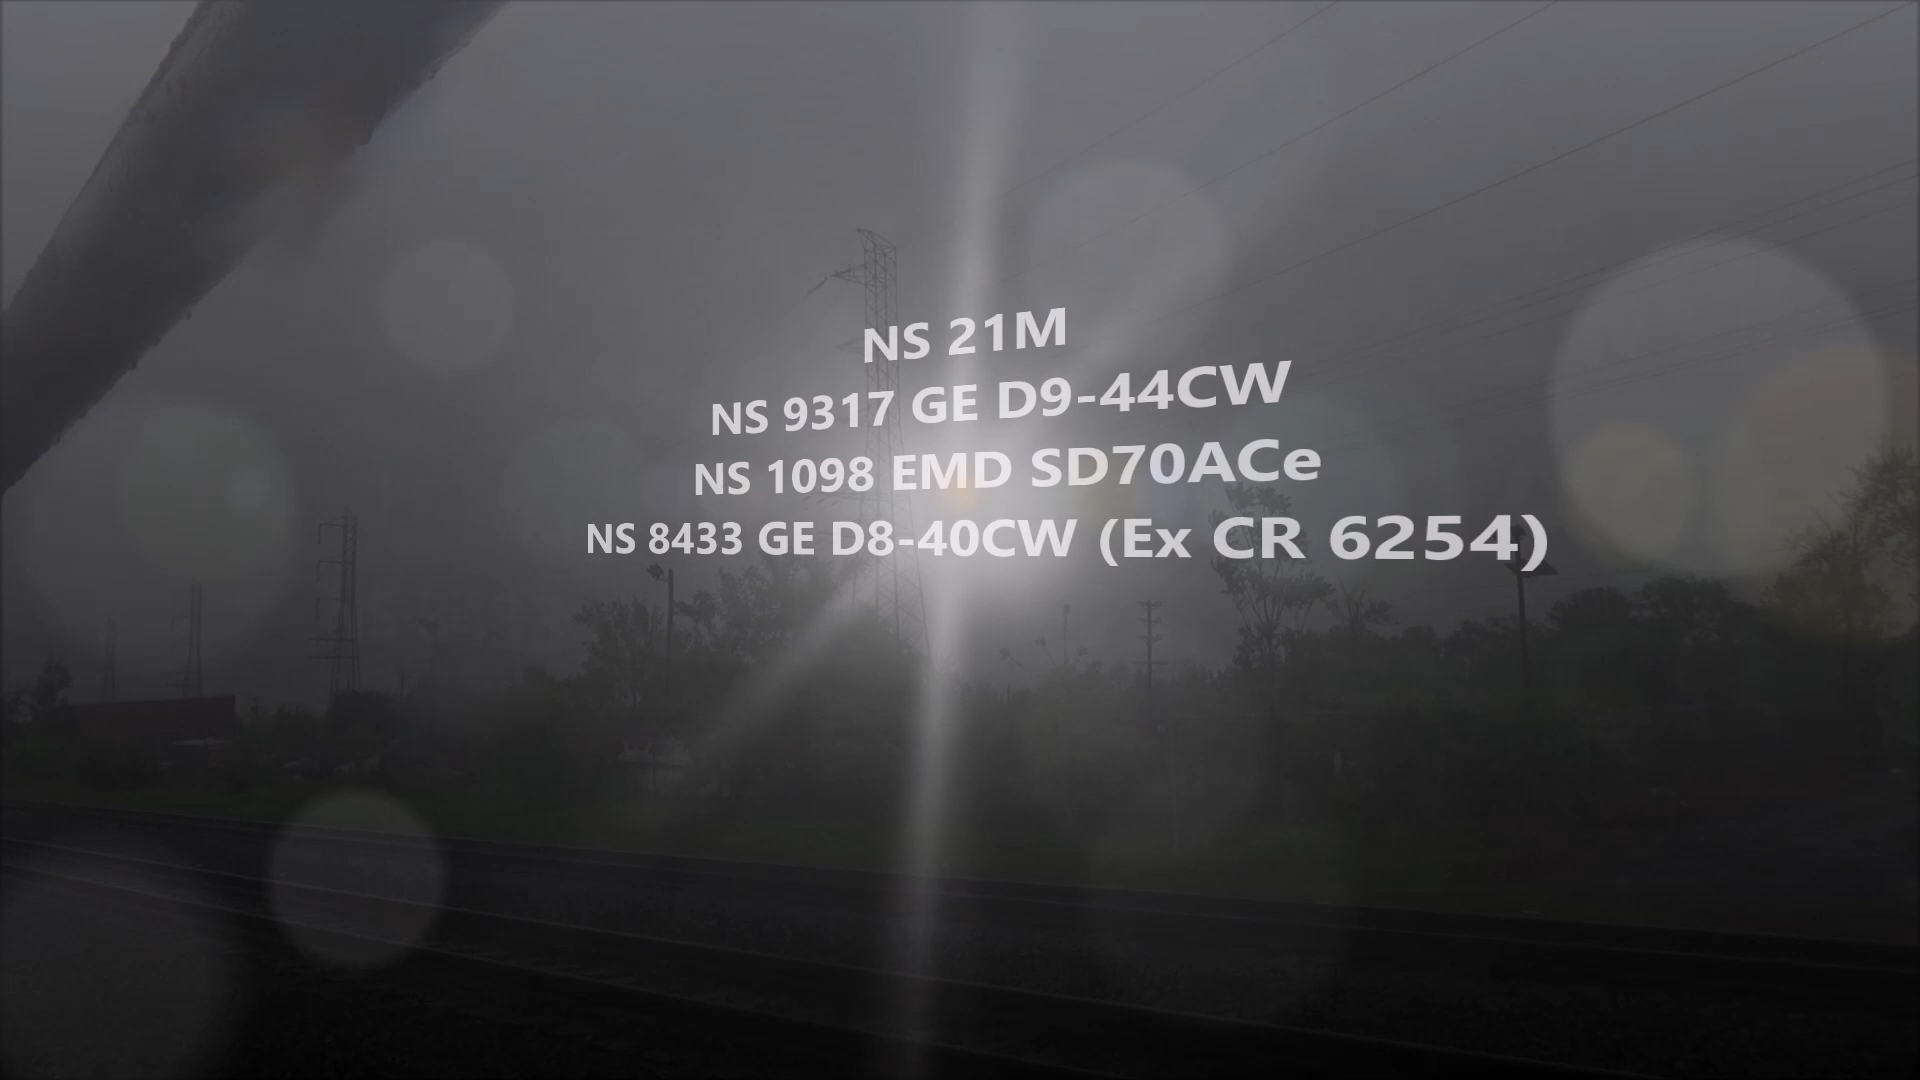 NS 21M
NS 9317 GE D9-44CW
NS 1098 EMD SD70ACe
NS 8433 GE D8-40CW (Ex CR 6254)